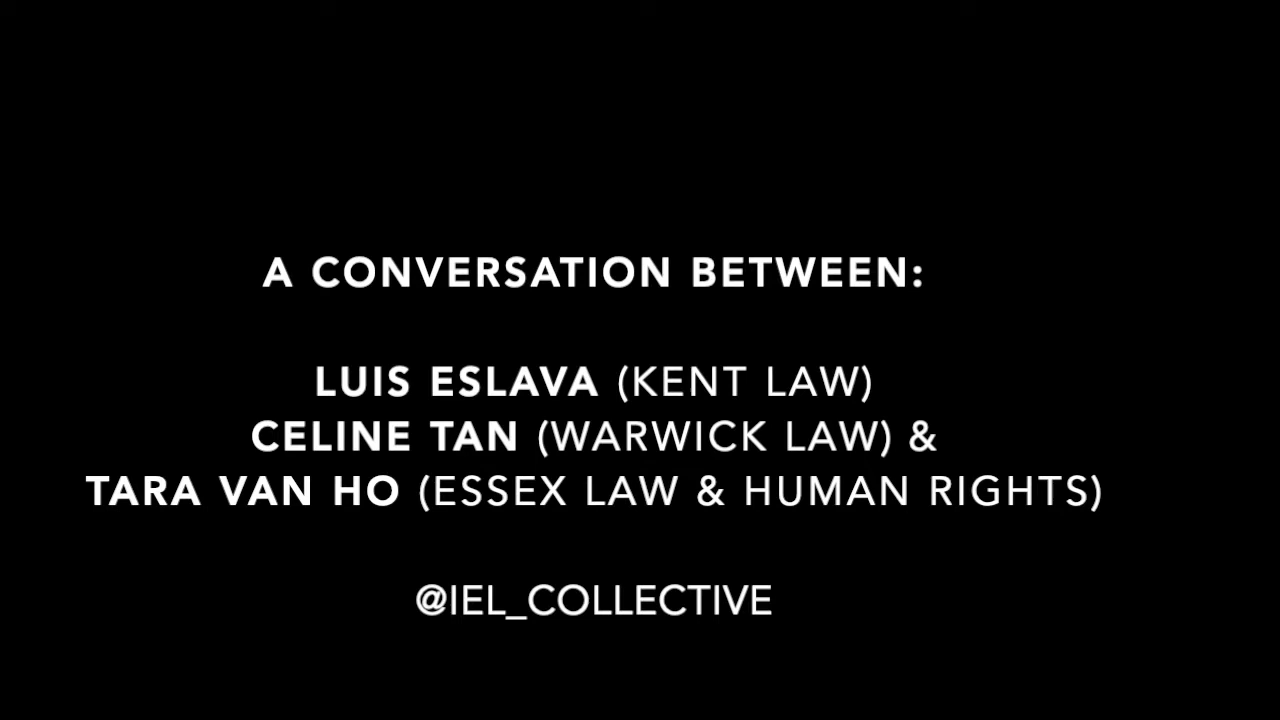 A CONVERSATION BETWEEN:
LUIS ESLAVA (KENT LAW)
CELINE TAN (WARWICK LAW) &
TARA VAN HO (ESSEX LAW & HUMAN RIGHTS)
@IEL_COLLECTIVE